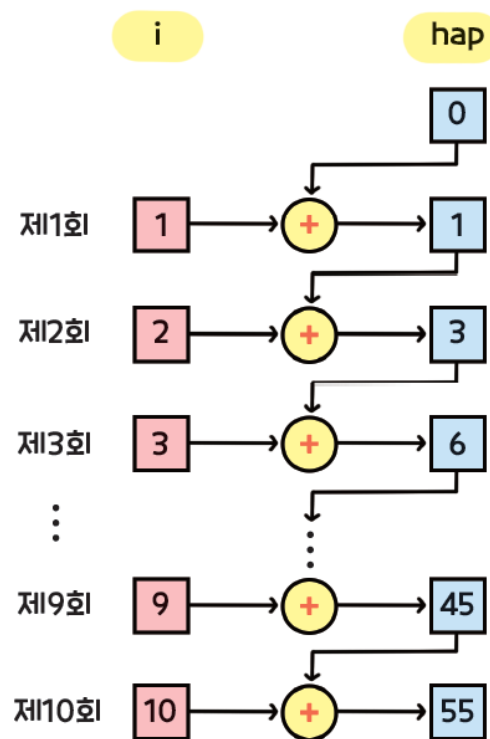 i hap
0
제1회 1 + 1
제2회 2 + 3
제3회 3 + 6
⋮ ⋮
제9회 9 + 45
제10회 10 + 55